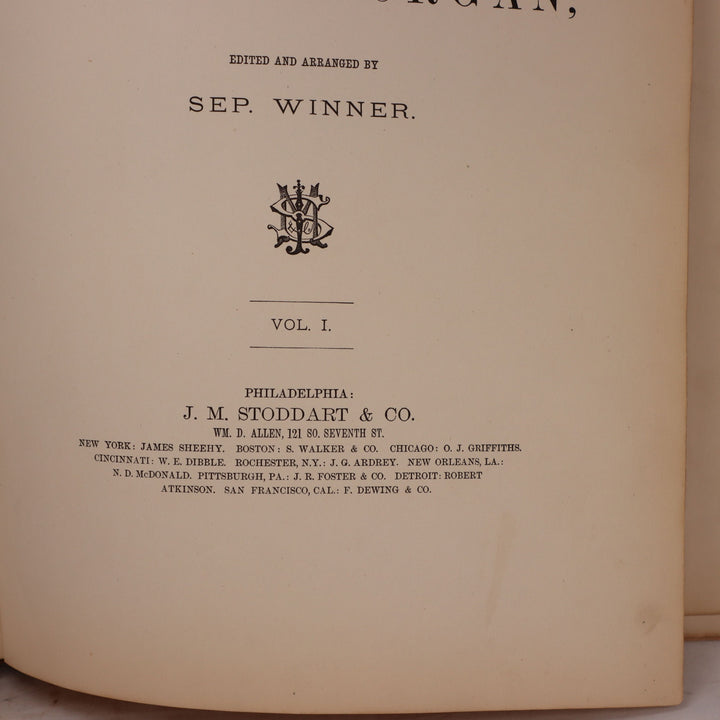 ORGAN,
EDITED AND ARRANGED BY
SEP. WINNER.
VOL. I.
PHILADELPHIA:
J. M. STODDART & CO.
WM. D. ALLEN, 121 SO. SEVENTH ST.
NEW YORK: JAMES SHEEHY. BOSTON: S. WALKER & CO. CHICAGO: O. J. GRIFFITHS.
CINCINNATI: W. E. DIBBLE. ROCHESTER, N.Y.: J. G. ARDREY. NEW ORLEANS, LA.:
N. D. McDONALD. PITTSBURGH, PA.: J. R. FOSTER & CO. DETROIT: ROBERT
ATKINSON. SAN FRANCISCO, CAL.: F. DEWING & CO.